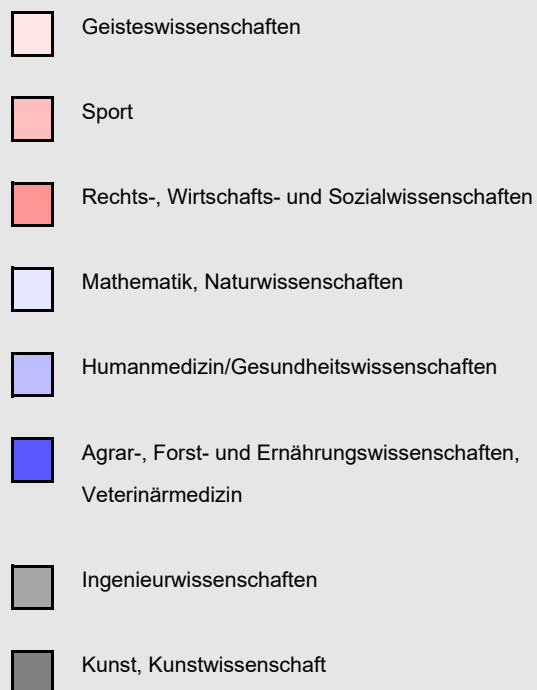 Geisteswissenschaften
Sport
Rechts-, Wirtschafts- und Sozialwissenschaften
Mathematik, Naturwissenschaften
Humanmedizin/Gesundheitswissenschaften
Agrar-, Forst- und Ernährungswissenschaften,
Veterinärmedizin
Ingenieurwissenschaften
Kunst, Kunstwissenschaft